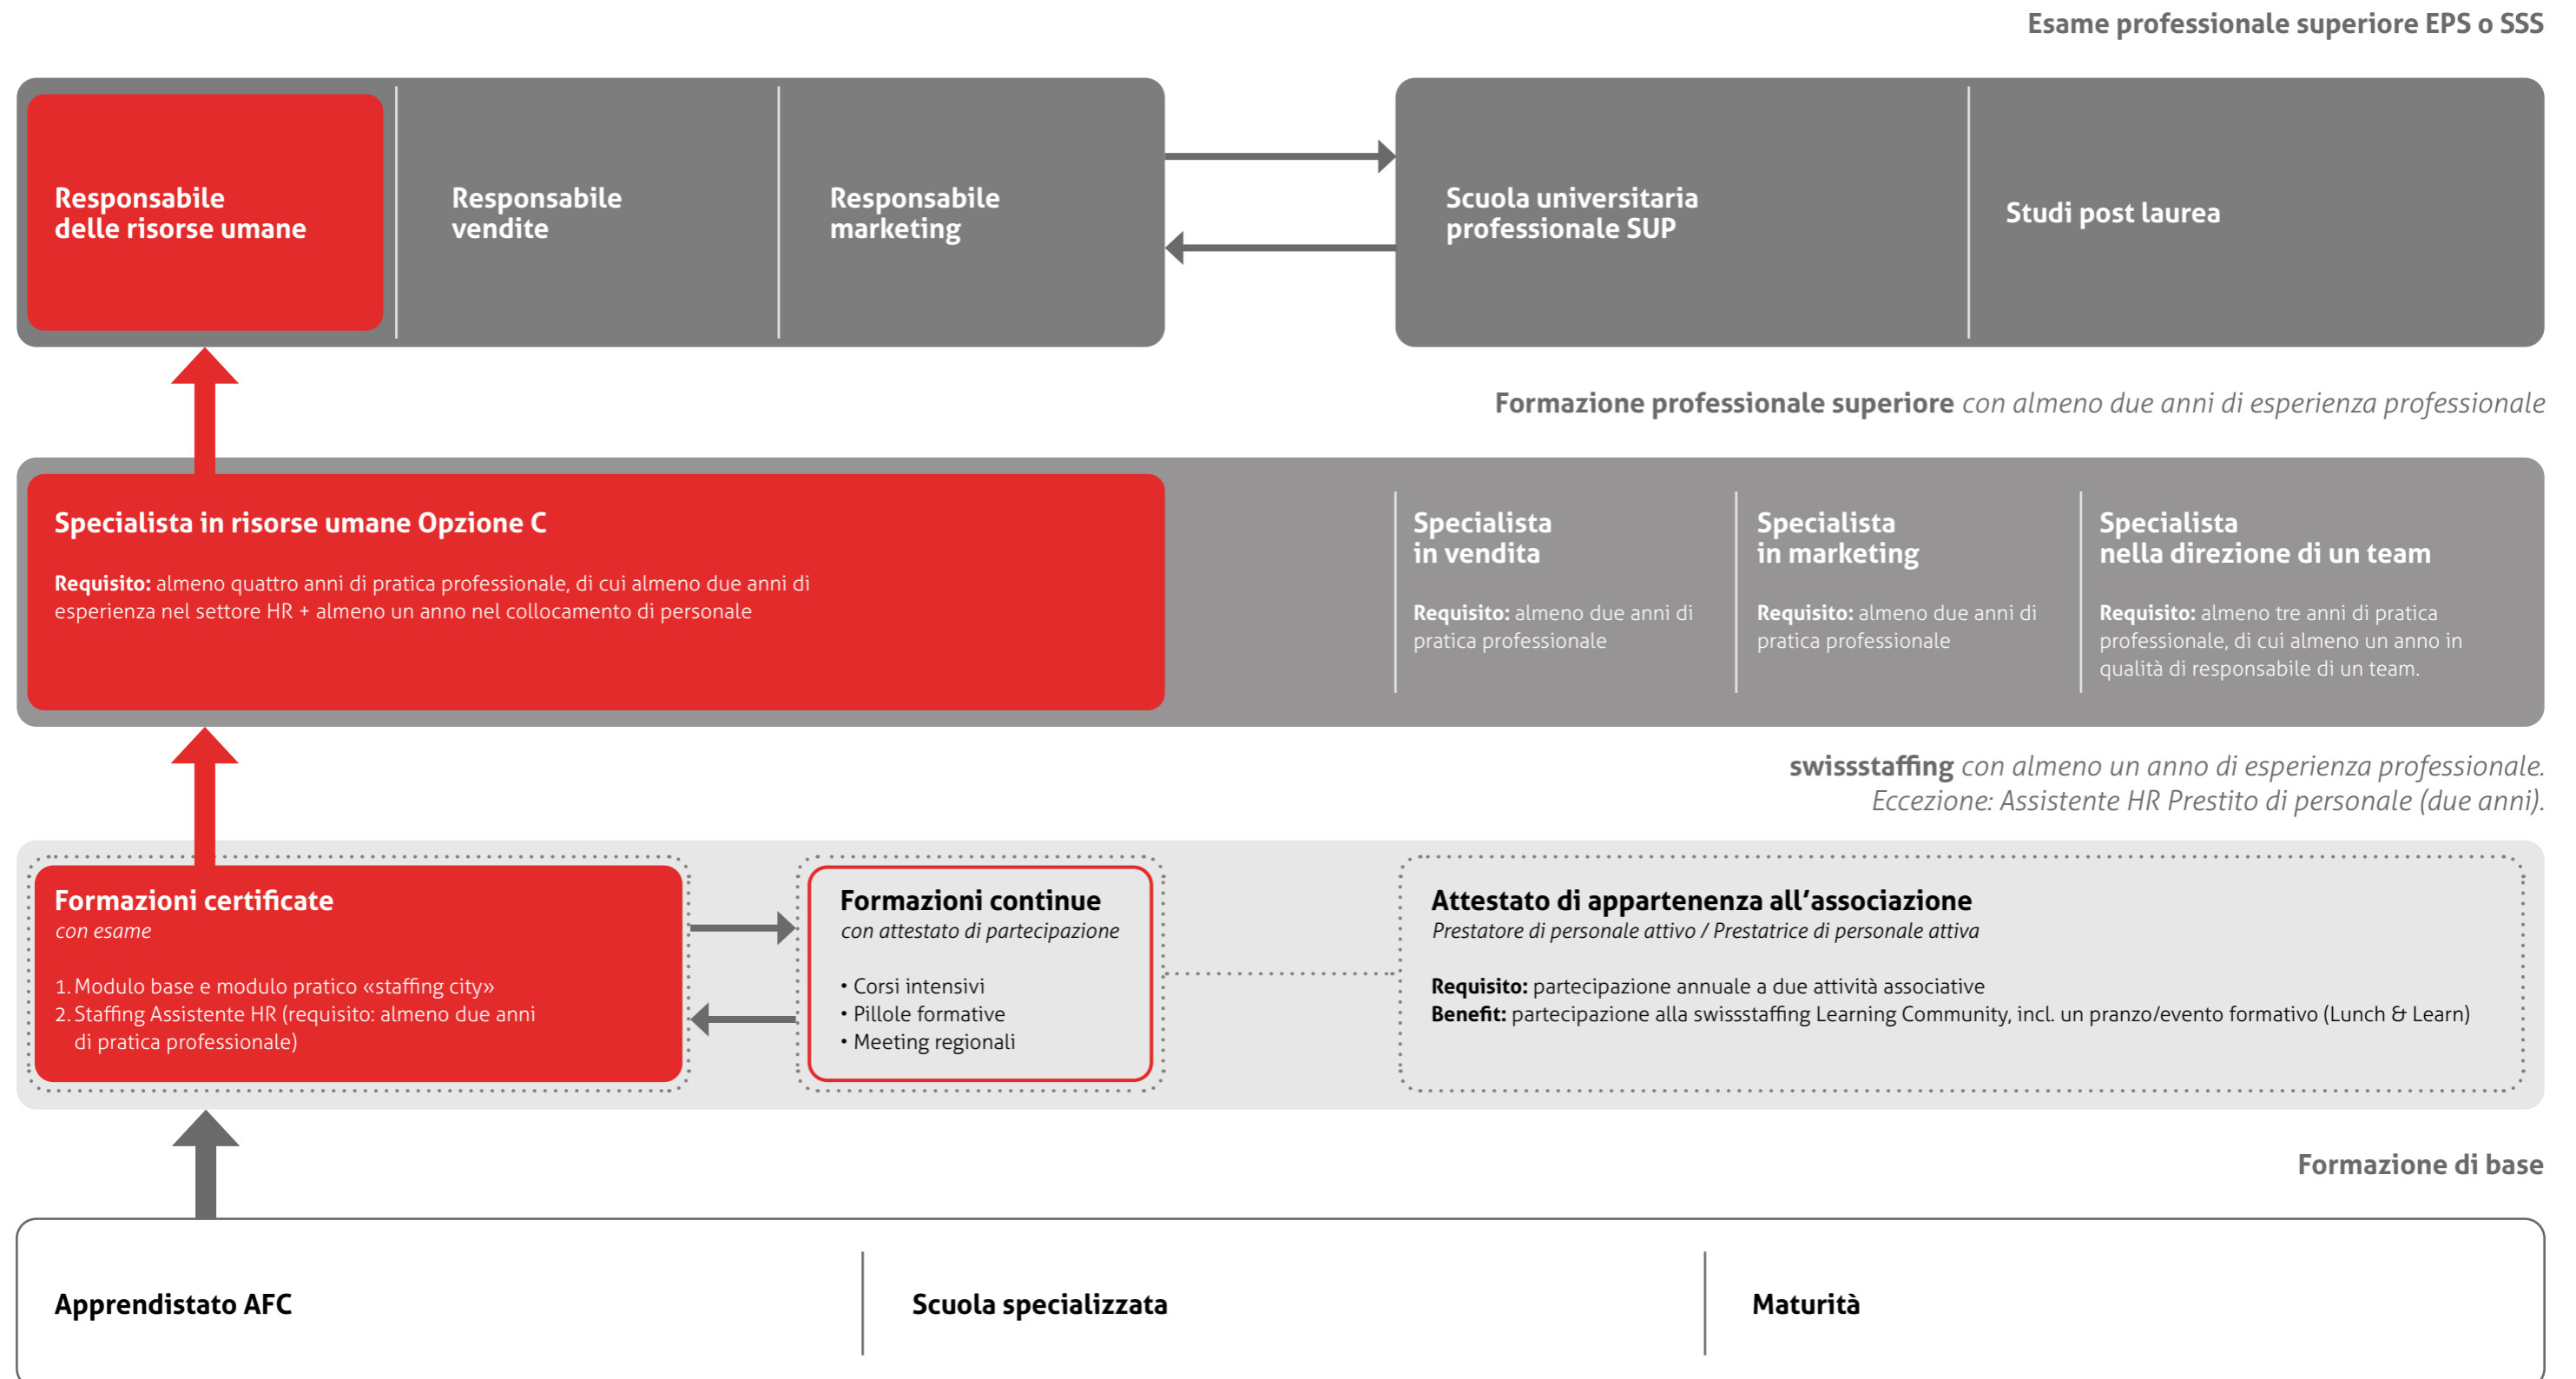 Esame professionale superiore EPS o SSS
Responsabile
delle risorse umane
Responsabile
vendite
Responsabile
marketing
Scuola universitaria
professionale SUP
Studi post laurea
Formazione professionale superiore con almeno due anni di esperienza professionale
Specialista in risorse umane Opzione C
Requisito: almeno quattro anni di pratica professionale, di cui almeno due anni di
esperienza nel settore HR + almeno un anno nel collocamento di personale
Specialista
in vendita
Requisito: almeno due anni di
pratica professionale
Specialista
in marketing
Requisito: almeno due anni di
pratica professionale
Specialista
nella direzione di un team
Requisito: almeno tre anni di pratica
professionale, di cui almeno un anno in
qualità di responsabile di un team.
swissstaffing con almeno un anno di esperienza professionale.
Eccezione: Assistente HR Prestito di personale (due anni).
Formazioni certificate
con esame
1. Modulo base e modulo pratico «staffing city»
2. Staffing Assistente HR (requisito: almeno due anni
di pratica professionale)
Formazioni continue
con attestato di partecipazione
• Corsi intensivi
• Pillole formative
• Meeting regionali
Attestato di appartenenza all'associazione
Prestatore di personale attivo / Prestatrice di personale attiva
Requisito: partecipazione annuale a due attività associative
Benefit: partecipazione alla swissstaffing Learning Community, incl. un pranzo/evento formativo (Lunch & Learn)
Formazione di base
Apprendistato AFC
Scuola specializzata
Maturità